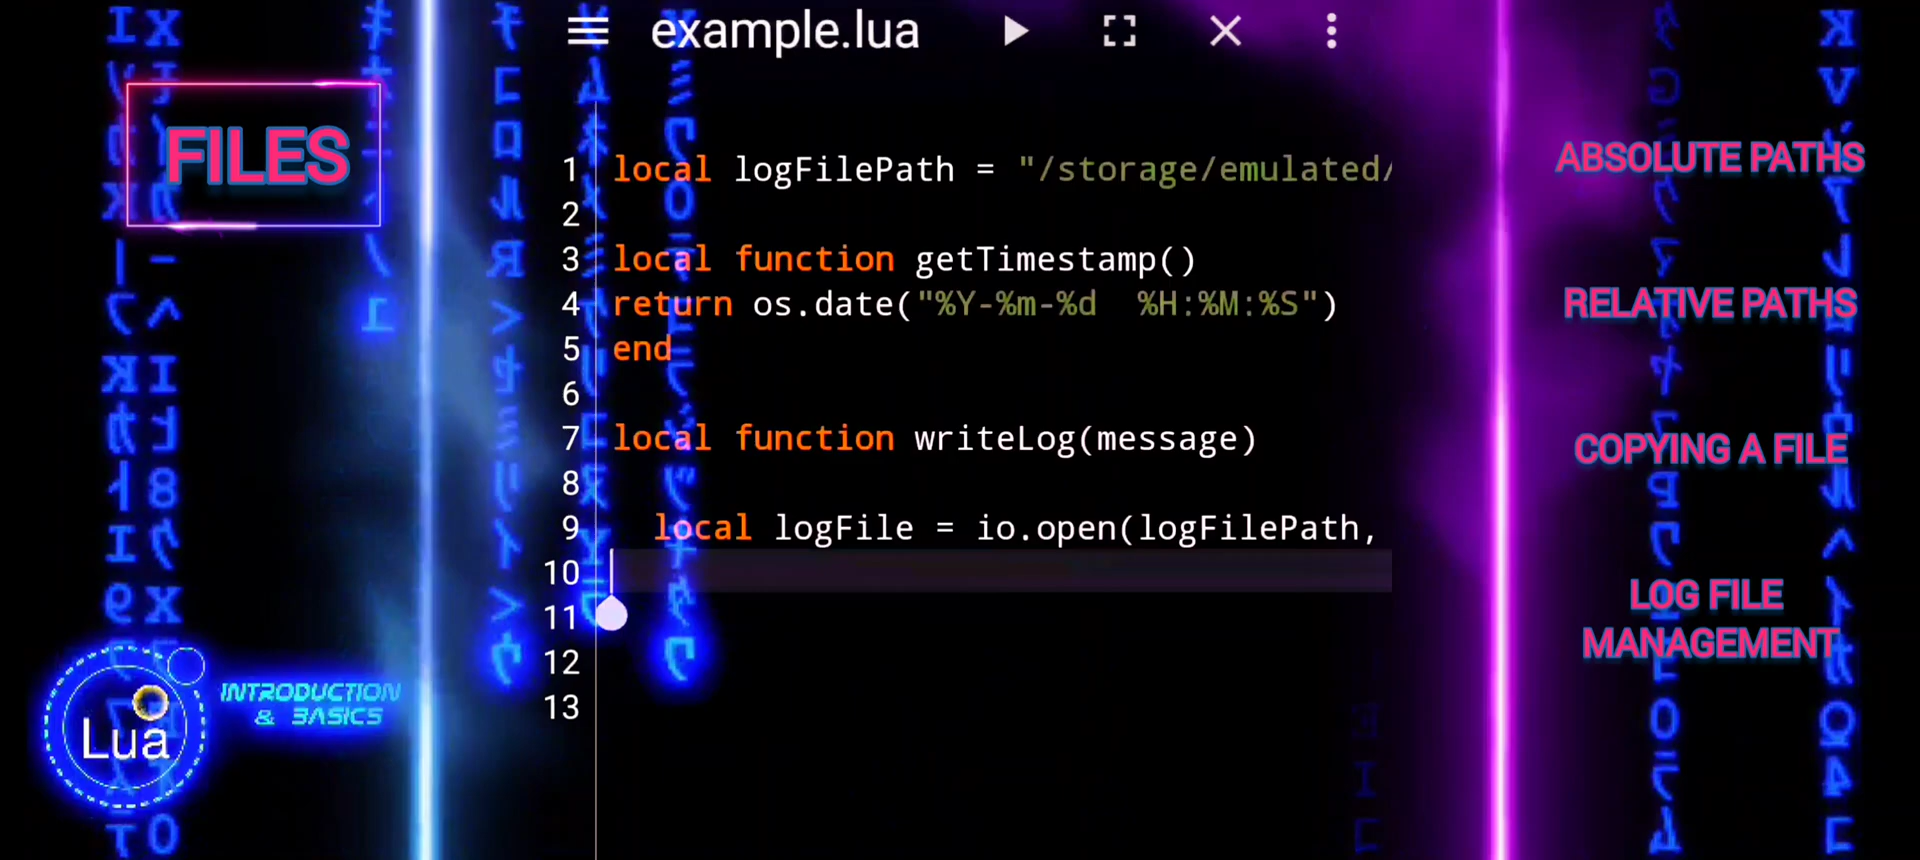 example.lua
FILES
1 local logFilePath = "/storage/emulated/
2
3 local function getTimestamp()
4 return os.date("%Y-%m-%d  %H:%M:%S")
5 end
6
7 local function writeLog(message)
8
9   local logFile = io.open(logFilePath,
10
11
12
13
ABSOLUTE PATHS
RELATIVE PATHS
COPYING A FILE
LOG FILE
MANAGEMENT
Lua
INTRODUCTION
& BASICS